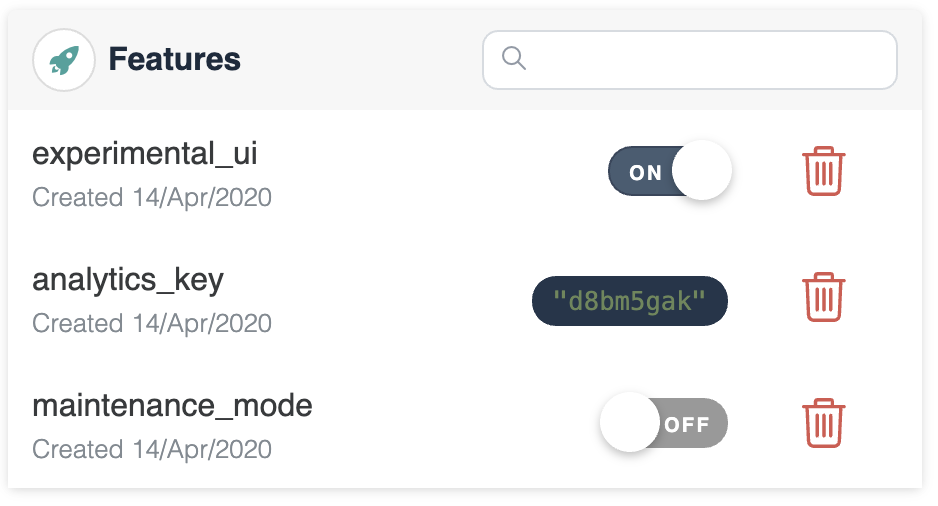 Features
experimental_ui
ON
Created 14/Apr/2020
analytics_key
"d8bm5gak"
Created 14/Apr/2020
maintenance_mode
OFF
Created 14/Apr/2020